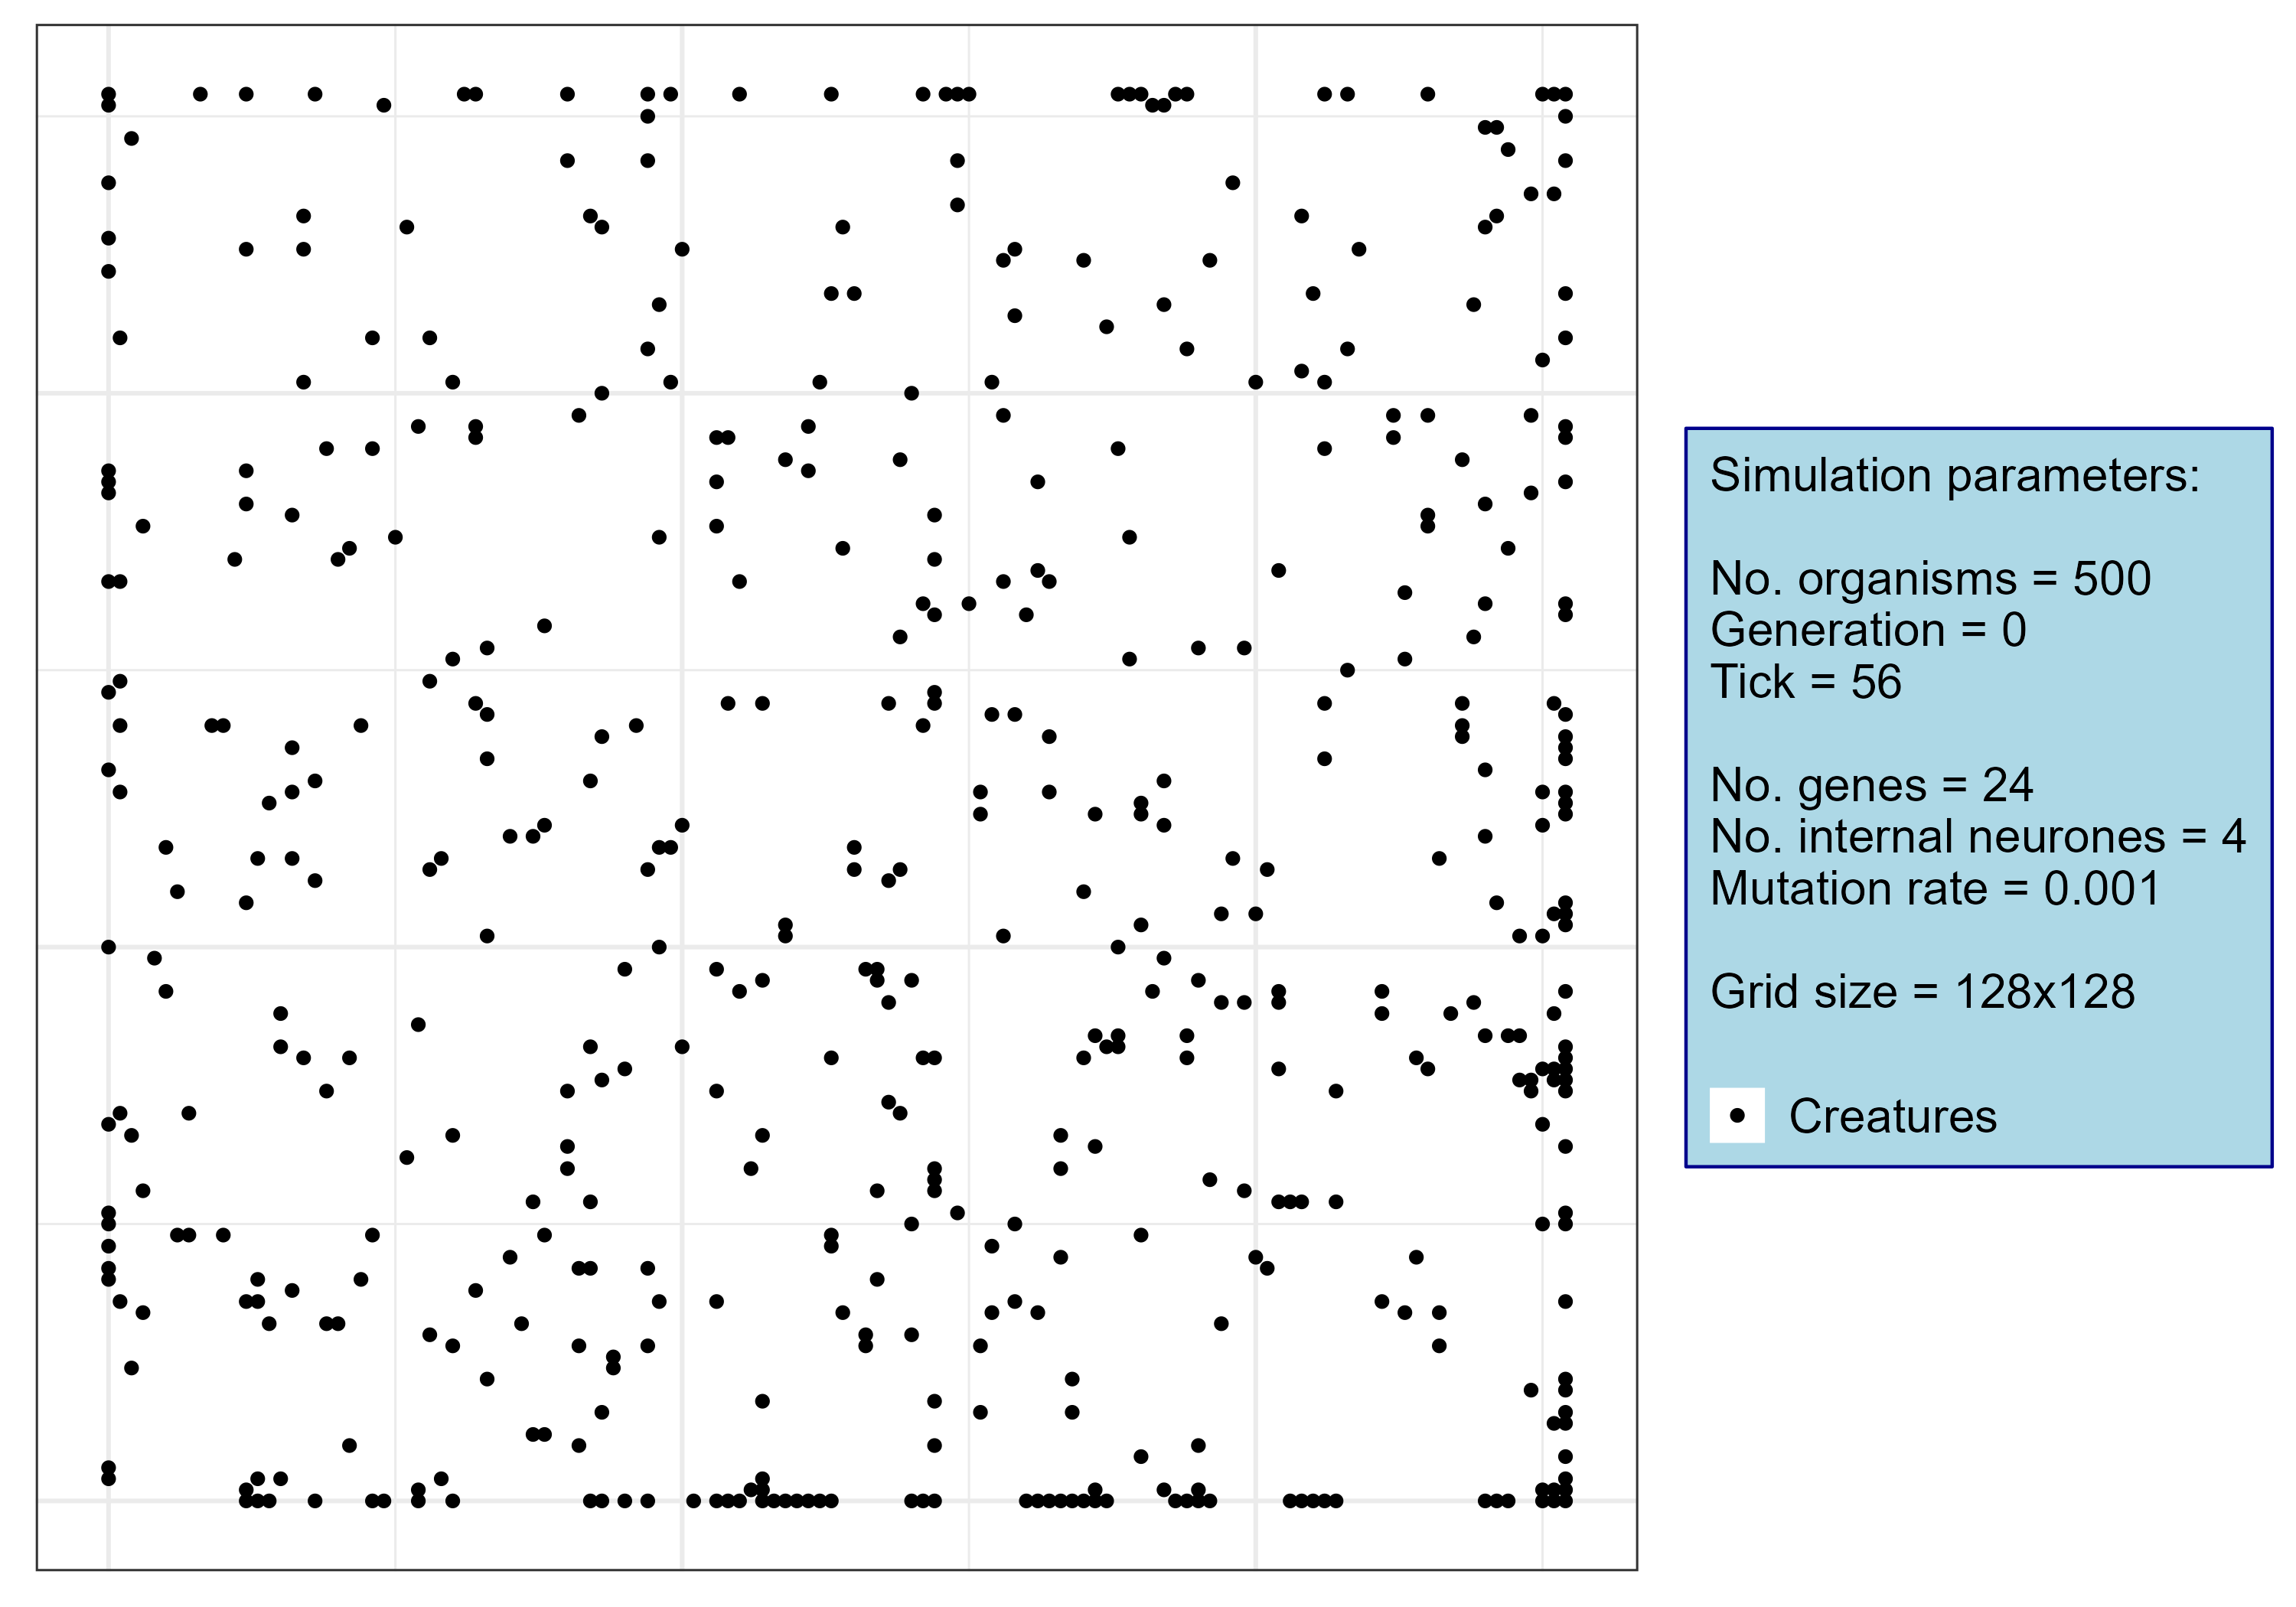 Simulation parameters:
No. organisms = 500
Generation = 0
Tick = 56
No. genes = 24
No. internal neurones = 4
Mutation rate = 0.001
Grid size = 128x128
Creatures